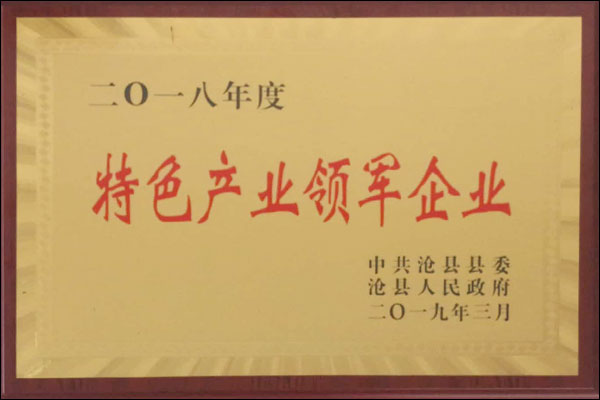 二〇一八年度
特色产业领军企业
中共沧县县委
沧县人民政府
二〇一九年三月